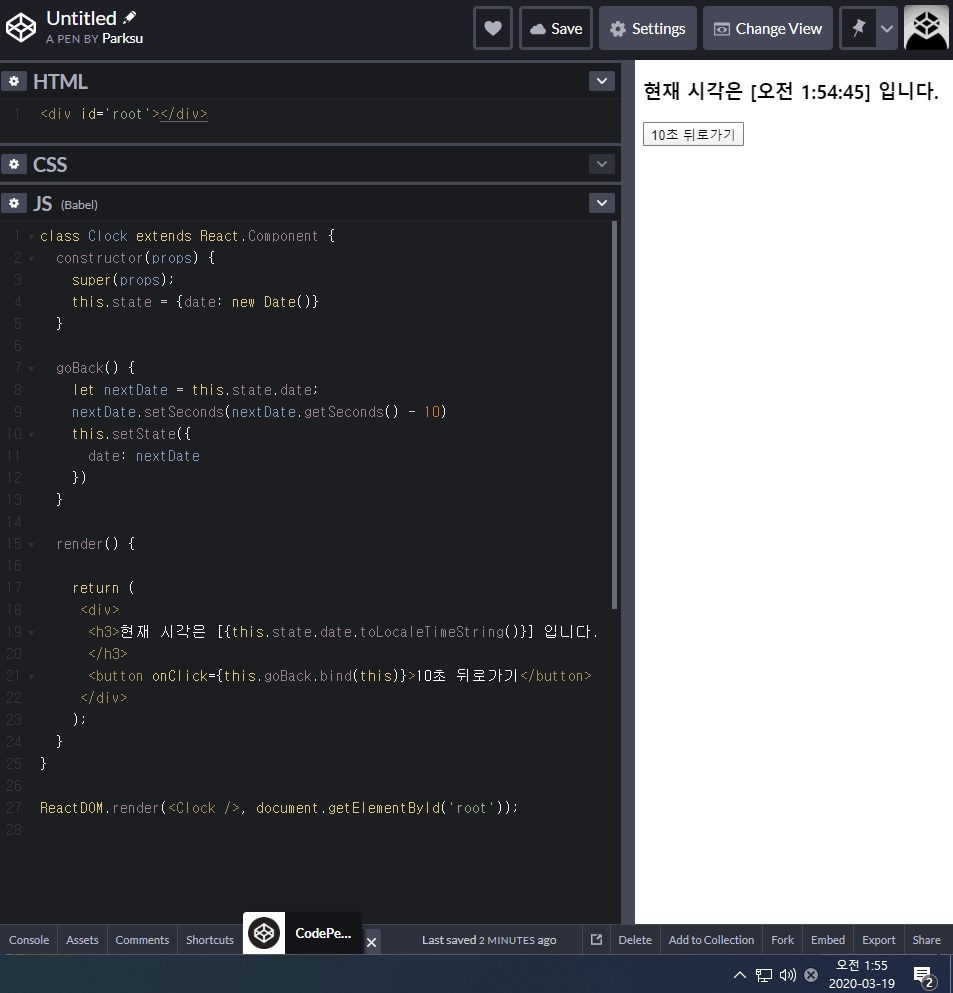 Untitled
A PEN BY Parksu
Save
Settings
Change View
HTML
1 <div id='root'></div>
CSS
JS (Babel)
1 class Clock extends React.Component {
2 constructor(props) {
3 super(props);
4 this.state = {date: new Date()}
5 }
6
7 goBack() {
8 let nextDate = this.state.date;
9 nextDate.setSeconds(nextDate.getSeconds() - 10)
10 this.setState({
11 date: nextDate
12 })
13 }
14
15 render() {
16
17 return (
18 <div>
19 <h3>현재 시각은 [{this.state.date.toLocaleTimeString()}] 입니다.
20 </h3>
21 <button onClick={this.goBack.bind(this)}>10초 뒤로가기</button>
22 </div>
23 );
24 }
25 }
26
27 ReactDOM.render(<Clock />, document.getElementById('root'));
28
현재 시각은 [오전 1:54:45] 입니다.
10초 뒤로가기
Console Assets Comments Shortcuts CodePe... Last saved 2 MINUTES ago Delete Add to Collection Fork Embed Export Share
오전 1:55
2020-03-19
2